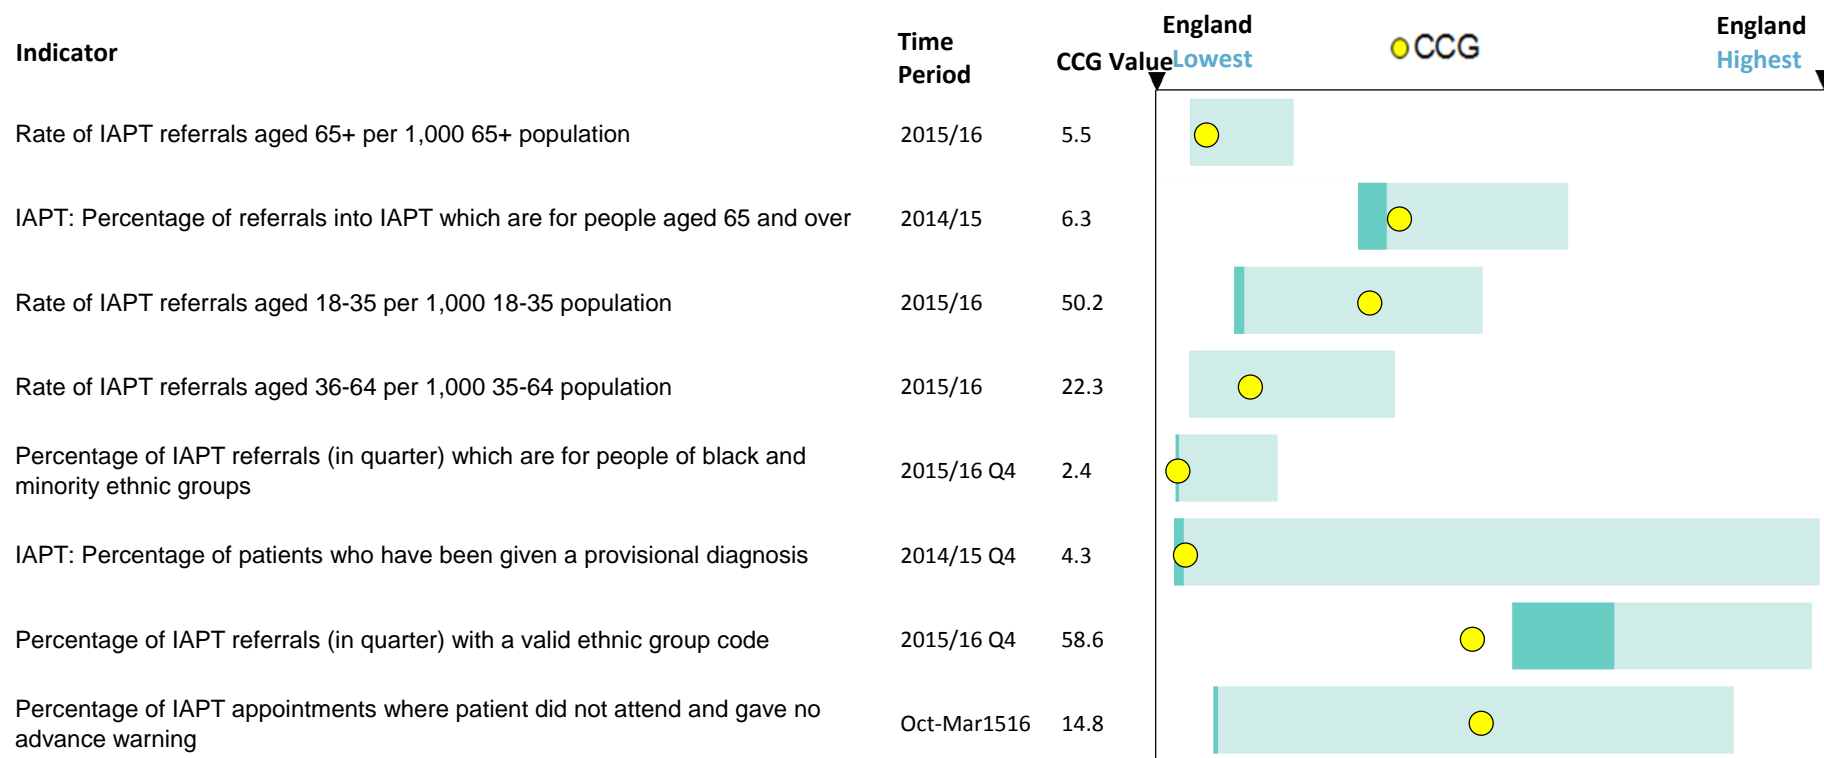 Indicator
Time
Period
CCG Value
England
Lowest
CCG
England
Highest
Rate of IAPT referrals aged 65+ per 1,000 65+ population 2015/16 5.5
IAPT: Percentage of referrals into IAPT which are for people aged 65 and over 2014/15 6.3
Rate of IAPT referrals aged 18-35 per 1,000 18-35 population 2015/16 50.2
Rate of IAPT referrals aged 36-64 per 1,000 35-64 population 2015/16 22.3
Percentage of IAPT referrals (in quarter) which are for people of black and
minority ethnic groups 2015/16 Q4 2.4
IAPT: Percentage of patients who have been given a provisional diagnosis 2014/15 Q4 4.3
Percentage of IAPT referrals (in quarter) with a valid ethnic group code 2015/16 Q4 58.6
Percentage of IAPT appointments where patient did not attend and gave no
advance warning Oct-Mar1516 14.8